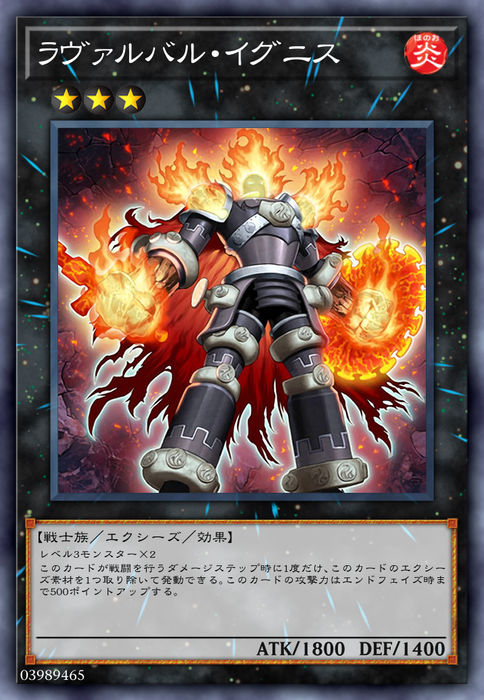 ラヴァルバル・イグニス
ほのお
炎
【戦士族／エクシーズ／効果】
レベル3モンスター×2
このカードが戦闘を行うダメージステップ時に1度だけ、このカードのエクシー
ズ素材を1つ取り除いて発動できる。このカードの攻撃力はエンドフェイズ時ま
で500ポイントアップする。
ATK/1800 DEF/1400
03989465